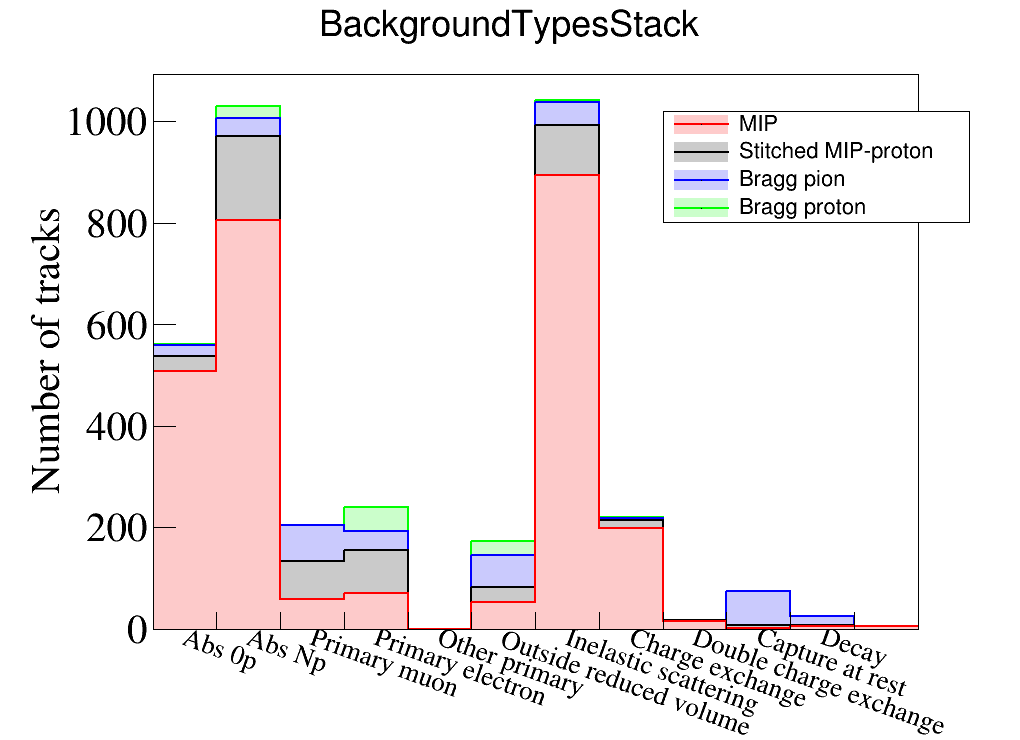 BackgroundTypesStack
Number of tracks
1000
800
600
400
200
0
MIP
Stitched MIP-proton
Bragg pion
Bragg proton
Abs 0p
Abs Np
Primary muon
Primary electron
Other primary
Outside reduced volume
Inelastic scattering
Charge exchange
Double charge exchange
Capture at rest
Decay